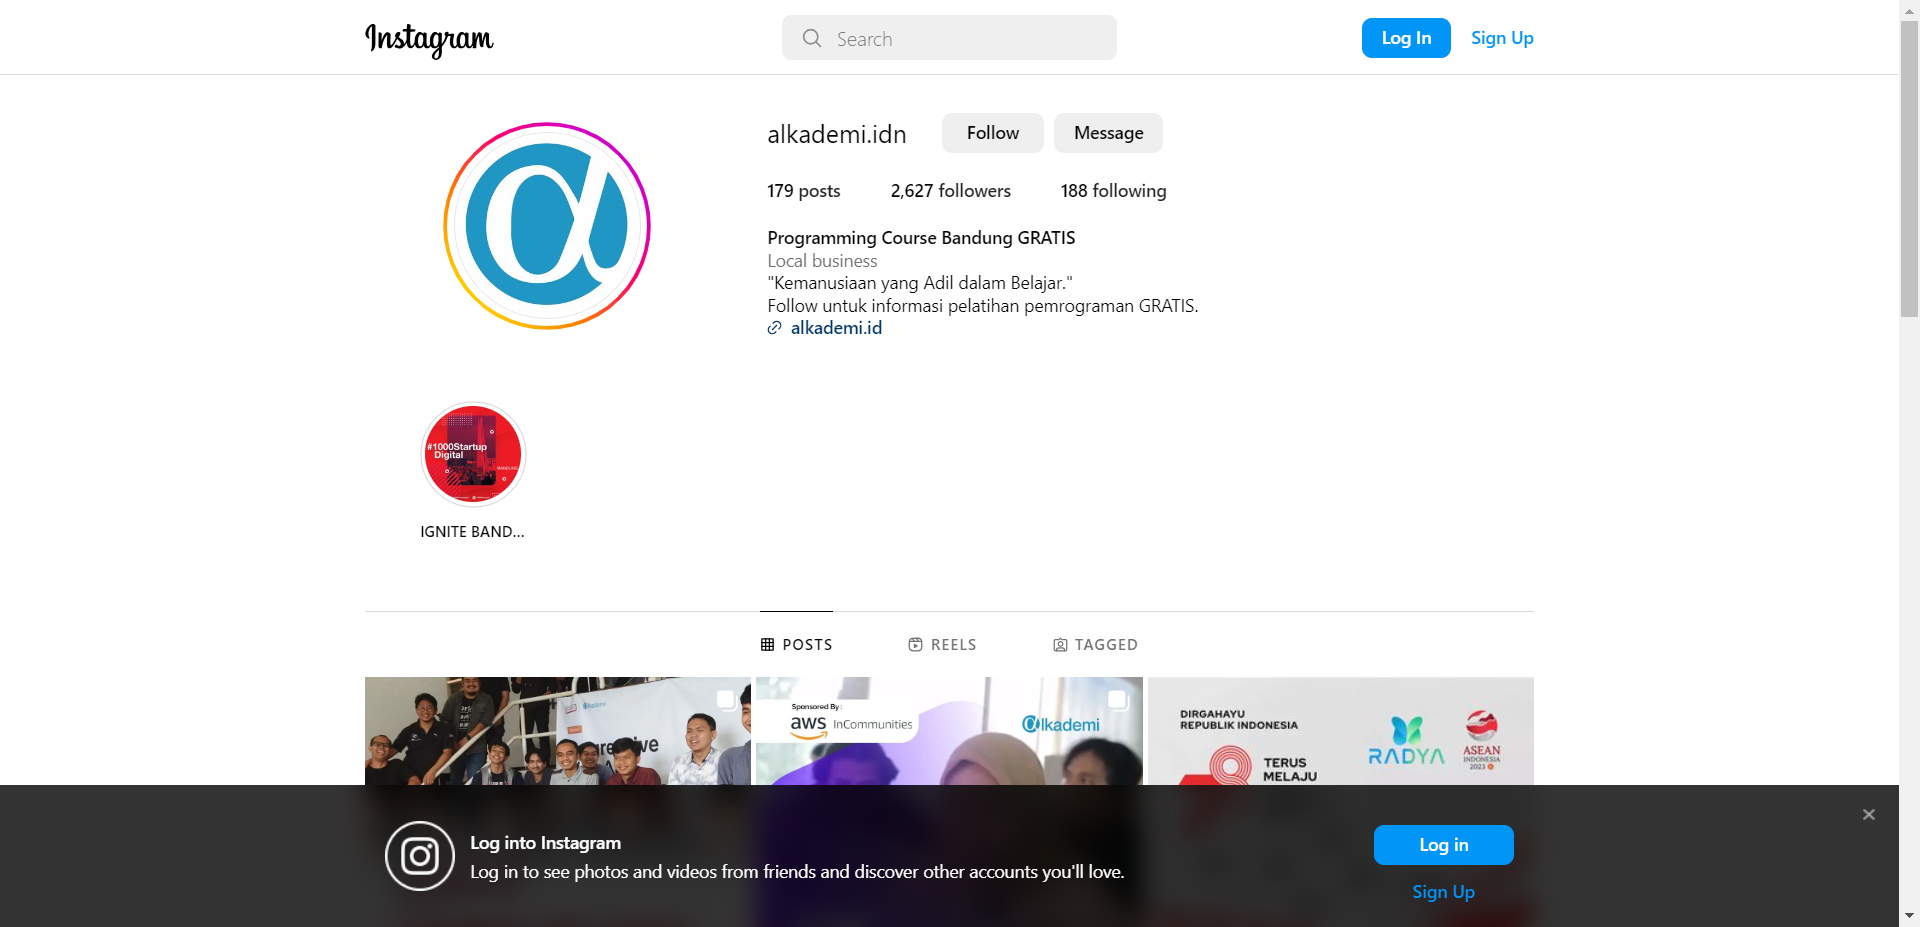 Instagram
Search
Log In
Sign Up
alkademi.idn
Follow
Message
179 posts
2,627 followers
188 following
Programming Course Bandung GRATIS
Local business
"Kemanusiaan yang Adil dalam Belajar."
Follow untuk informasi pelatihan pemrograman GRATIS.
alkademi.id
#1000Startup
Digital
BANDUNG
IGNITE BAND...
POSTS
REELS
TAGGED
Sponsored By :
aws InCommunities
alkademi
DIRGAHAYU
REPUBLIK INDONESIA
TERUS
MELAJU
RADYA
ASEAN
INDONESIA
2023
Log into Instagram
Log in to see photos and videos from friends and discover other accounts you'll love.
Log in
Sign Up